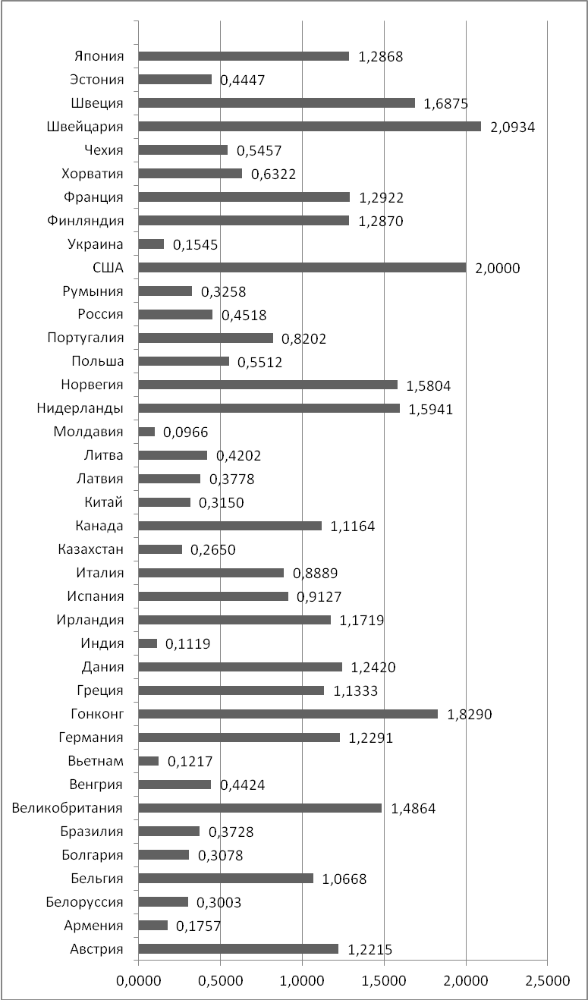 Япония 1,2868
Эстония 0,4447
Швеция 1,6875
Швейцария 2,0934
Чехия 0,5457
Хорватия 0,6322
Франция 1,2922
Финляндия 1,2870
Украина 0,1545
США 2,0000
Румыния 0,3258
Россия 0,4518
Португалия 0,8202
Польша 0,5512
Норвегия 1,5804
Нидерланды 1,5941
Молдавия 0,0966
Литва 0,4202
Латвия 0,3778
Китай 0,3150
Канада 1,1164
Казахстан 0,2650
Италия 0,8889
Испания 0,9127
Ирландия 1,1719
Индия 0,1119
Дания 1,2420
Греция 1,1333
Гонконг 1,8290
Германия 1,2291
Вьетнам 0,1217
Венгрия 0,4424
Великобритания 1,4864
Бразилия 0,3728
Болгария 0,3078
Бельгия 1,0668
Белоруссия 0,3003
Армения 0,1757
Австрия 1,2215
0,0000 0,5000 1,0000 1,5000 2,0000 2,5000